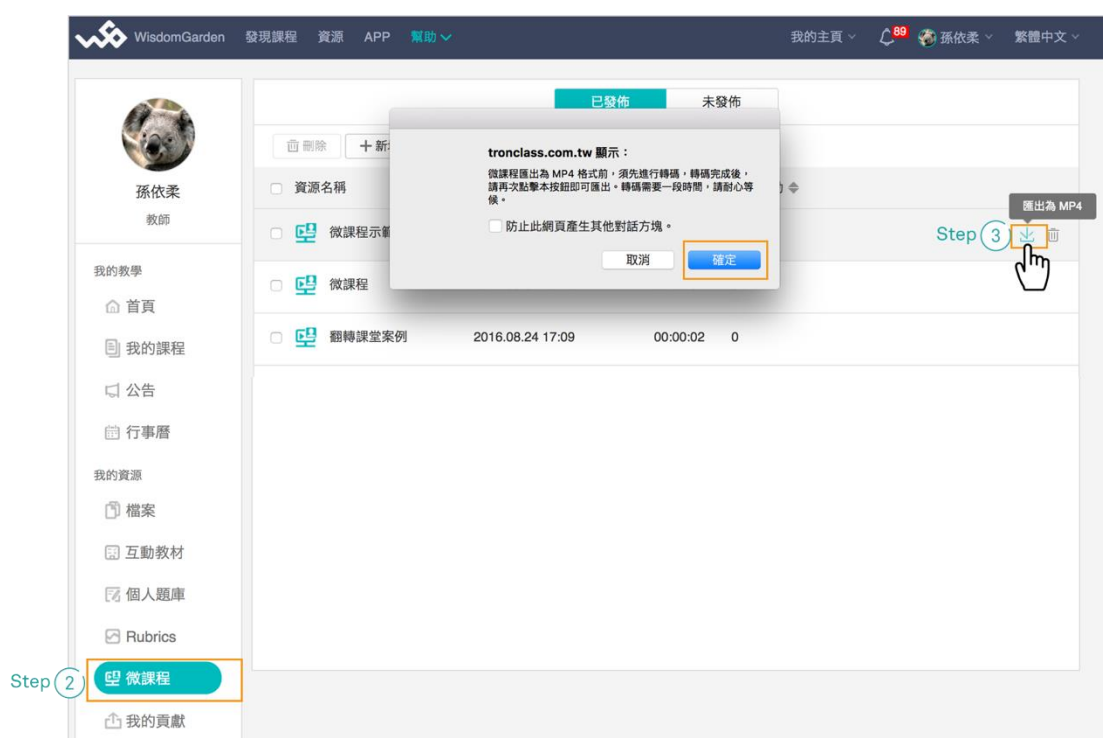 WisdomGarden 發現課程 資源 APP 幫助 我的主頁 89 孫依柔 繁體中文
已發佈 未發佈
刪除 +新
tronclass.com.tw 顯示：
微課程匯出為 MP4 格式前，須先進行轉碼，轉碼完成後，
請再次點擊本按鈕即可匯出。轉碼需要一段時間，請耐心等
候。
防止此網頁產生其他對話方塊。
取消 確定
孫依柔
教師
資源名稱
匯出為 MP4
微課程示範
Step 3
微課程
翻轉課堂案例 2016.08.24 17:09 00:00:02 0
我的教學
首頁
我的課程
公告
行事曆
我的資源
檔案
互動教材
個人題庫
Rubrics
Step 2 微課程
我的貢獻